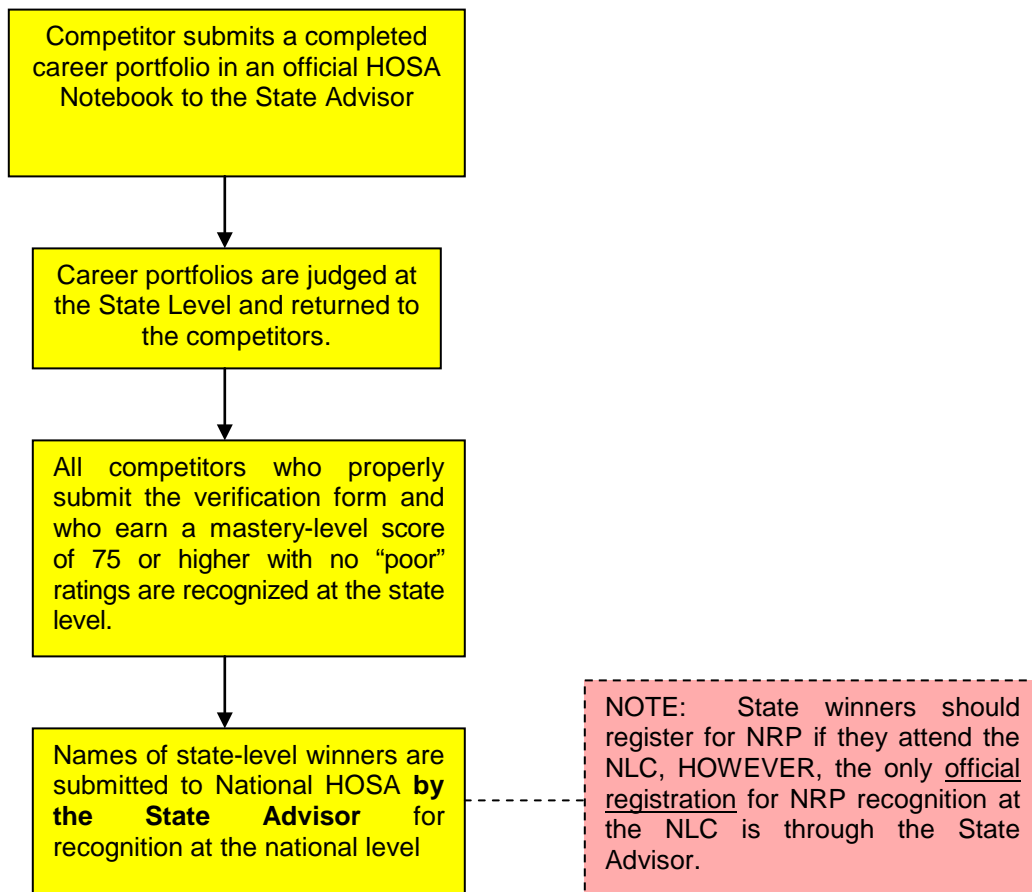 Competitor submits a completed
career portfolio in an official HOSA
Notebook to the State Advisor
Career portfolios are judged at
the State Level and returned to
the competitors.
All competitors who properly
submit the verification form and
who earn a mastery-level score
of 75 or higher with no “poor”
ratings are recognized at the state
level.
Names of state-level winners are
submitted to National HOSA by
the State Advisor for
recognition at the national level
NOTE: State winners should
register for NRP if they attend the
NLC, HOWEVER, the only official
registration for NRP recognition at
the NLC is through the State
Advisor.